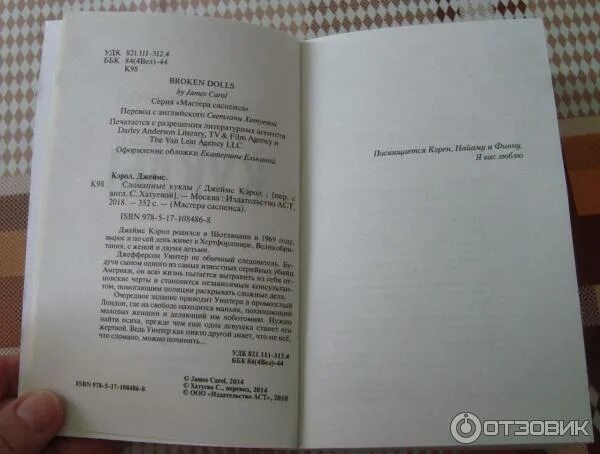 УДК 821.111-312.4
ББК 84(4Вел)-44
К98
BROKEN DOLLS
by James Carol
Серия «Мастера саспенса»
Перевод с английского Светланы Хатуевой
Печатается с разрешения литературных агентств
Darley Anderson Literary, TV & Film Agency и
The Van Lear Agency LLC.
Оформление обложки Екатерины Елькиной
Кэрол, Джеймс.
К98 Сломанные куклы / Джеймс Кэрол ; [пер. с
англ. С. Хатуевой]. — Москва : Издательство АСТ,
2018. — 352 с. — (Мастера саспенса).
ISBN 978-5-17-108486-8
Джеймс Кэрол родился в Шотландии в 1969 году,
вырос и по сей день живет в Хертфордшире, Великобрита-
ния, с женой и двумя детьми.
Джефферсон Уинтер не обычный следователь. Бу-
дучи сыном одного из самых известных серийных убийц
Америки, он всю жизнь пытается вытравить из себя от-
цовские черты и становится независимым консультан-
том, помогающим полиции раскрывать сложные дела.
Очередное задание приводит Уинтера в промозглый
Лондон, где на свободе находится маньяк, похищающий
молодых женщин и делающий им лоботомию. Нужно
найти психа, прежде чем еще одна девушка станет его
жертвой. Ведь Уинтер как никто другой знает, что не всё,
что сломано, можно починить...
УДК 821.111-312.4
ББК 84(4Вел)-44
ISBN 978-5-17-108486-8
© James Carol, 2014
© Хатуева С., перевод, 2014
© ООО «Издательство АСТ», 2018
Посвящается Кэрен, Найаму и Финну.
Я вас люблю
ОТЗОВИК